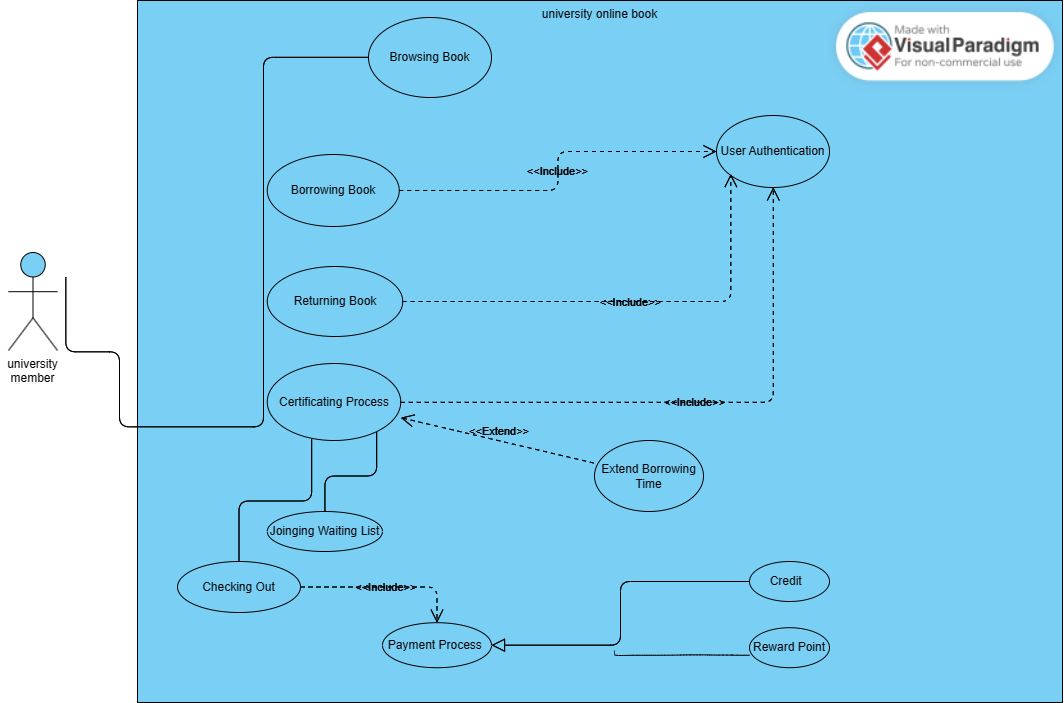 university online book
Made with
VisualParadigm
For non-commercial use
Browsing Book
User Authentication
<<Include>>
Borrowing Book
Returning Book
<<Include>>
university
member
Certificating Process
<<Include>>
<<Extend>>
Extend Borrowing
Time
Joinging Waiting List
Checking Out
<<Include>>
Credit
Payment Process
Reward Point